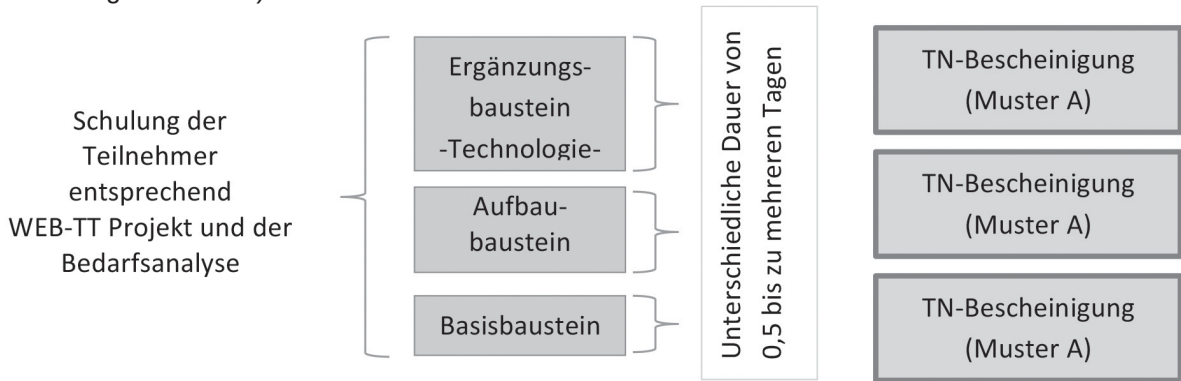 Schulung der
Teilnehmer
entsprechend
WEB-TT Projekt und der
Bedarfsanalyse
Ergänzungs-
baustein
-Technologie-
Aufbau-
baustein
Basisbaustein
Unterschiedliche Dauer von
0,5 bis zu mehreren Tagen
TN-Bescheinigung
(Muster A)
TN-Bescheinigung
(Muster A)
TN-Bescheinigung
(Muster A)